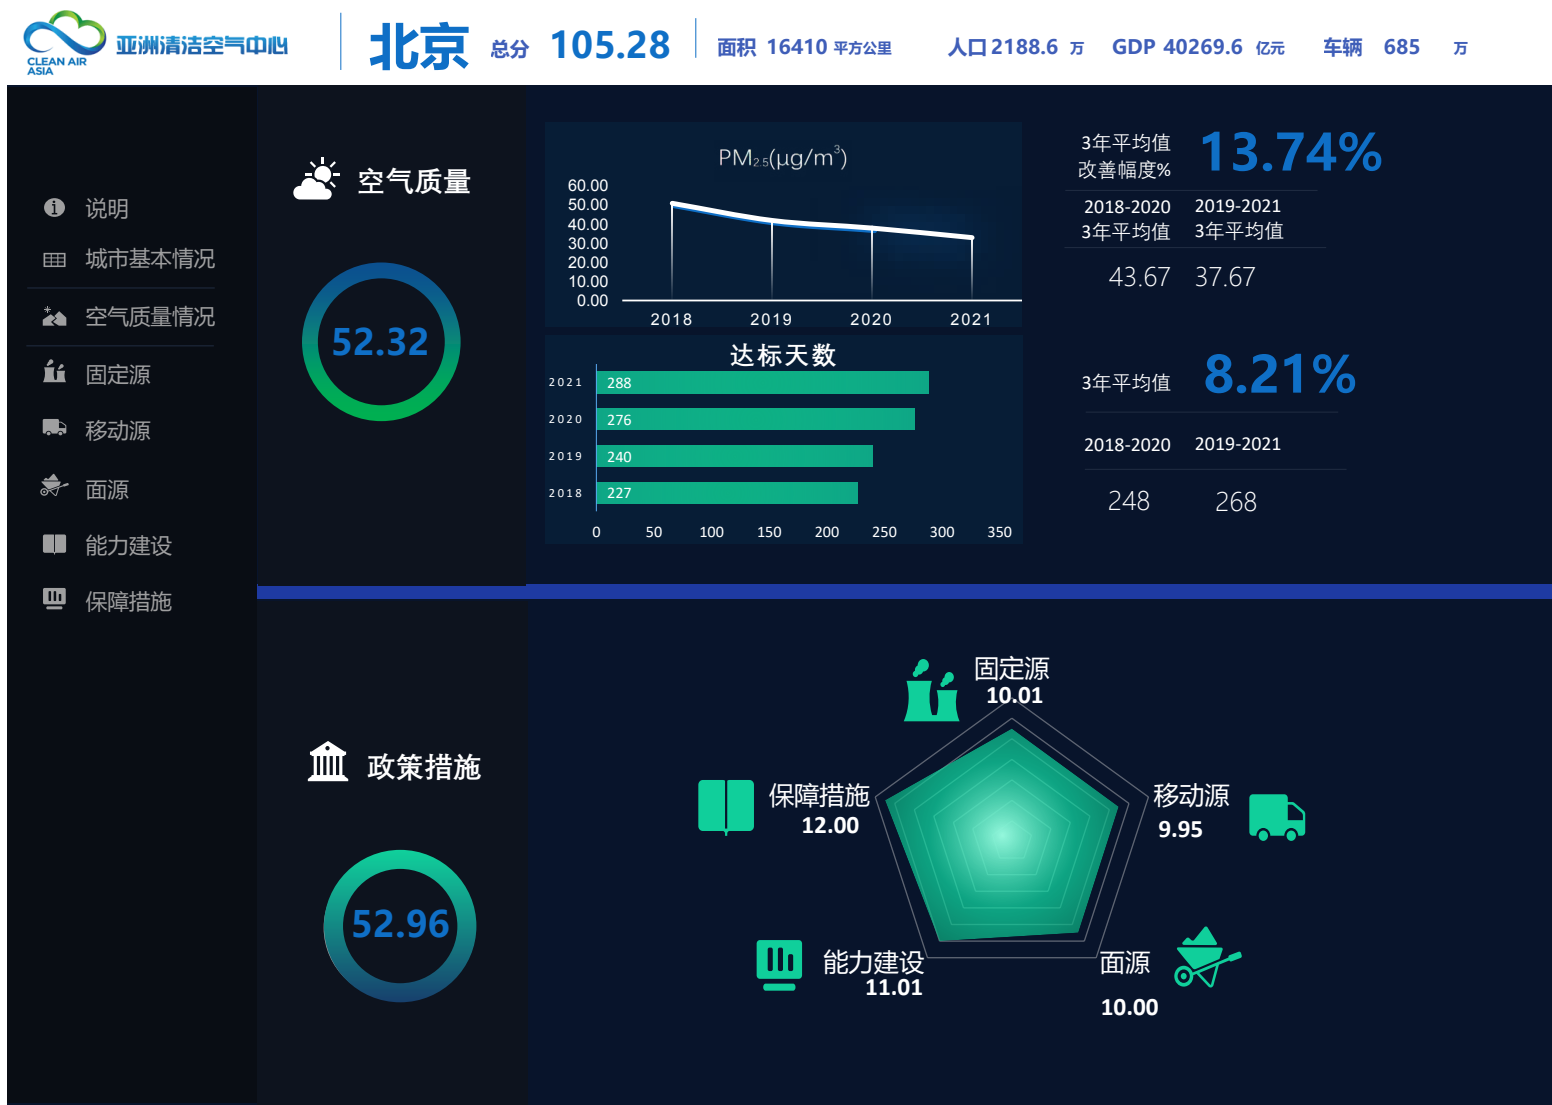 CLEAN AIR
ASIA
亚洲清洁空气中心
北京 总分 105.28
面积 16410 平方公里 人口2188.6 万 GDP 40269.6 亿元 车辆 685 万
说明
城市基本情况
空气质量情况
固定源
移动源
面源
能力建设
保障措施
空气质量
52.32
PM2.5(μg/m3)
60.00
50.00
40.00
30.00
20.00
10.00
0.00
2018 2019 2020 2021
达标天数
2021 288
2020 276
2019 240
2018 227
0 50 100 150 200 250 300 350
3年平均值
改善幅度%
13.74%
2018-2020 2019-2021
3年平均值 3年平均值
43.67 37.67
3年平均值 8.21%
2018-2020 2019-2021
248 268
政策措施
52.96
固定源
10.01
保障措施
12.00
移动源
9.95
能力建设
11.01
面源
10.00